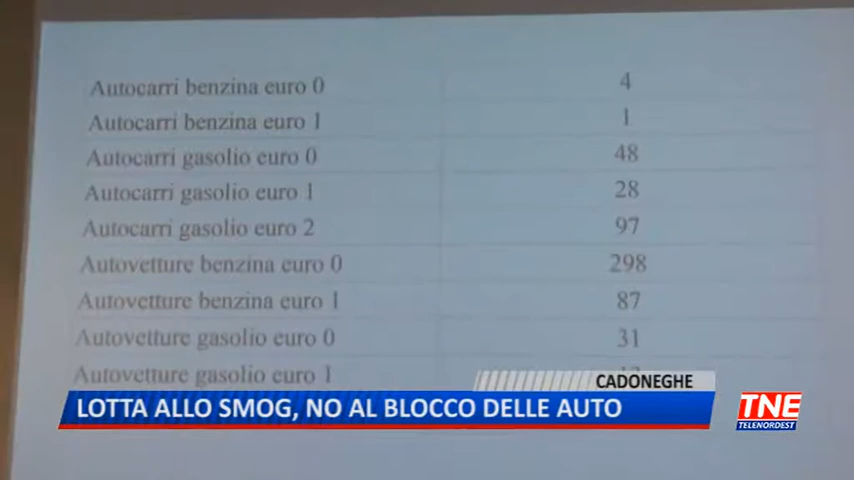 Autocarri benzina euro 0 4
Autocarri benzina euro 1 1
Autocarri gasolio euro 0 48
Autocarri gasolio euro 1 28
Autocarri gasolio euro 2 97
Autovetture benzina euro 0 298
Autovetture benzina euro 1 87
Autovetture gasolio euro 0 31
Autovetture gasolio euro 1
CADONEGHE
LOTTA ALLO SMOG, NO AL BLOCCO DELLE AUTO
TNE
TELENORDEST